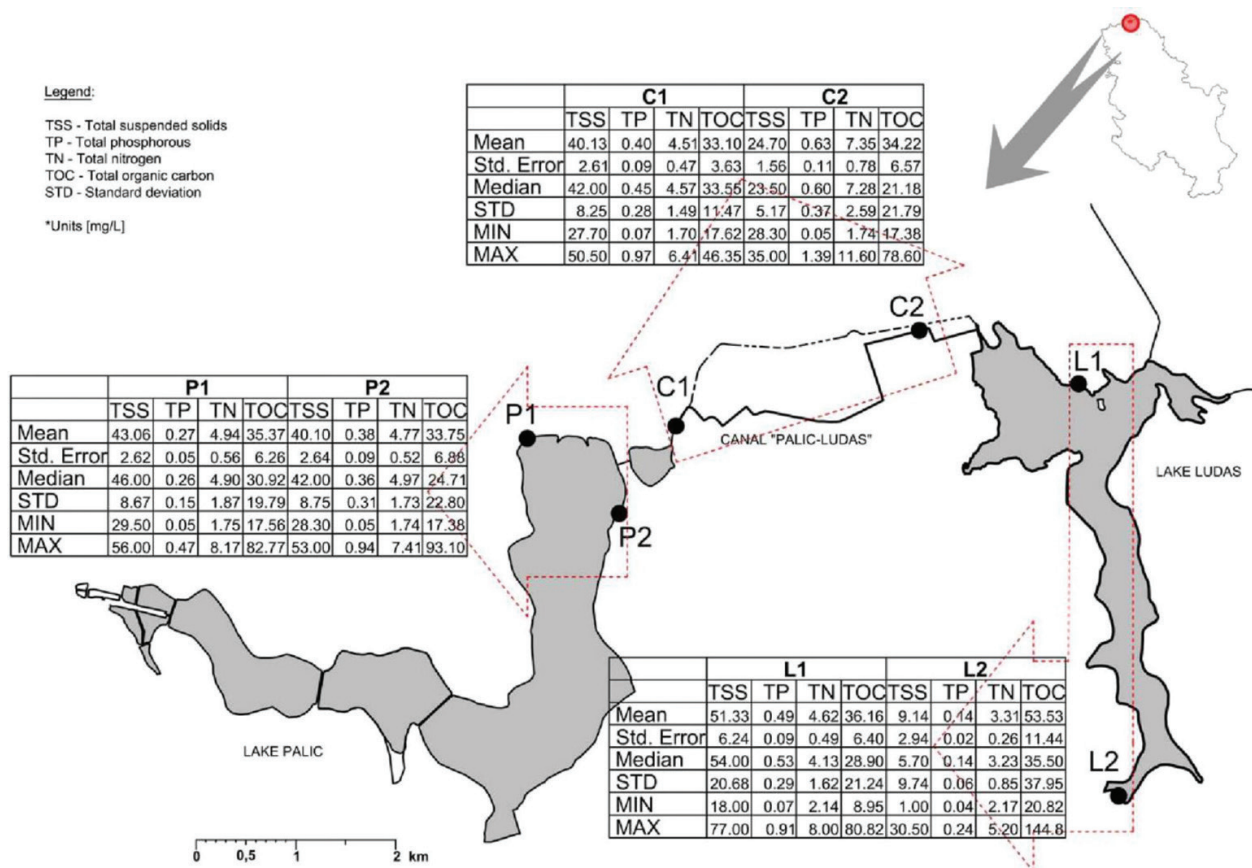 Legend:
TSS - Total suspended solids
TP - Total phosphorous
TN - Total nitrogen
TOC - Total organic carbon
STD - Standard deviation
*Units [mg/L]
C1 C2
TSS TP TN TOC TSS TP TN TOC
Mean 40.13 0.40 4.51 33.10 24.70 0.63 7.35 34.22
Std. Error 2.61 0.09 0.47 3.63 1.56 0.11 0.78 6.57
Median 42.00 0.45 4.57 33.55 23.50 0.60 7.28 21.18
STD 8.25 0.28 1.49 11.47 5.17 0.37 2.59 21.79
MIN 27.70 0.07 1.70 17.62 28.30 0.05 1.74 17.38
MAX 50.50 0.97 6.41 46.35 35.00 1.39 11.60 78.60
C2
L1
C1
P1
CANAL "PALIC-LUDAS"
LAKE LUDAS
P2
P1 P2
TSS TP TN TOC TSS TP TN TOC
Mean 43.06 0.27 4.94 35.37 40.10 0.38 4.77 33.75
Std. Error 2.62 0.05 0.56 6.26 2.64 0.09 0.52 6.88
Median 46.00 0.26 4.90 30.92 42.00 0.36 4.97 24.71
STD 8.67 0.15 1.87 19.79 8.75 0.31 1.73 22.80
MIN 29.50 0.05 1.75 17.56 28.30 0.05 1.74 17.38
MAX 56.00 0.47 8.17 82.77 53.00 0.94 7.41 93.10
L1 L2
TSS TP TN TOC TSS TP TN TOC
Mean 51.33 0.49 4.62 36.16 9.14 0.14 3.31 53.53
Std. Error 6.24 0.09 0.49 6.40 2.94 0.02 0.26 11.44
Median 54.00 0.53 4.13 28.90 5.70 0.14 3.23 35.50
STD 20.68 0.29 1.62 21.24 9.74 0.06 0.85 37.95
MIN 18.00 0.07 2.14 8.95 1.00 0.04 2.17 20.82
MAX 77.00 0.91 8.00 80.82 30.50 0.24 5.20 144.8
LAKE PALIC
L2
0 0,5 1 2 km